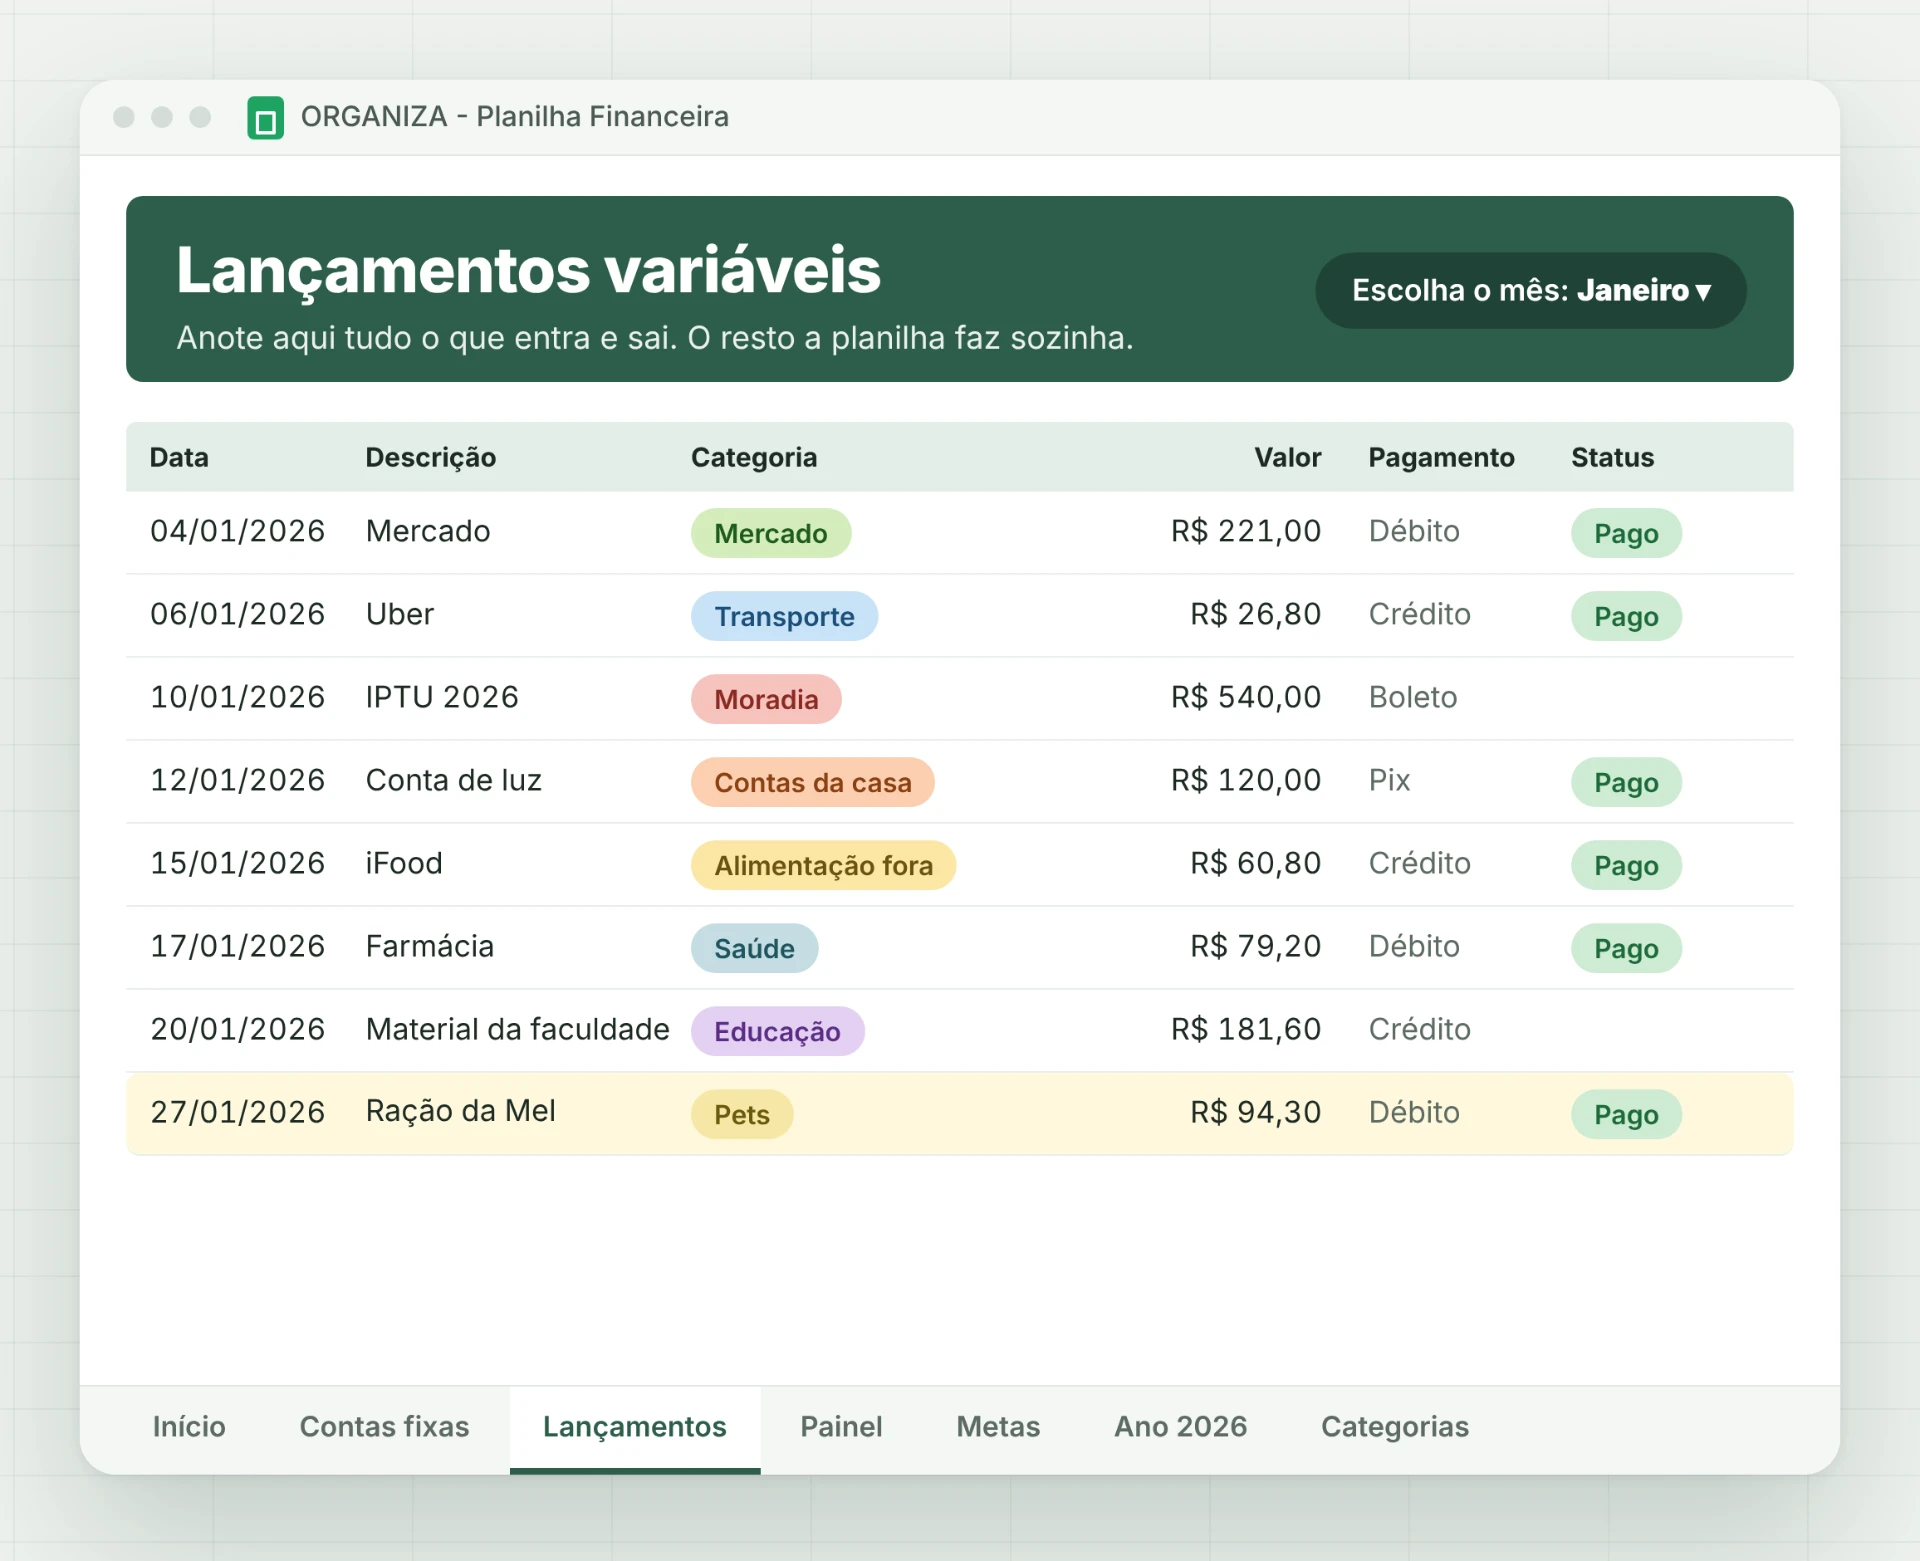 ORGANIZA - Planilha Financeira
Lançamentos variáveis
Anote aqui tudo o que entra e sai. O resto a planilha faz sozinha.
Escolha o mês: Janeiro ▾
Data Descrição Categoria Valor Pagamento Status
04/01/2026 Mercado Mercado R$ 221,00 Débito Pago
06/01/2026 Uber Transporte R$ 26,80 Crédito Pago
10/01/2026 IPTU 2026 Moradia R$ 540,00 Boleto
12/01/2026 Conta de luz Contas da casa R$ 120,00 Pix Pago
15/01/2026 iFood Alimentação fora R$ 60,80 Crédito Pago
17/01/2026 Farmácia Saúde R$ 79,20 Débito Pago
20/01/2026 Material da faculdade Educação R$ 181,60 Crédito
27/01/2026 Ração da Mel Pets R$ 94,30 Débito Pago
Início Contas fixas Lançamentos Painel Metas Ano 2026 Categorias